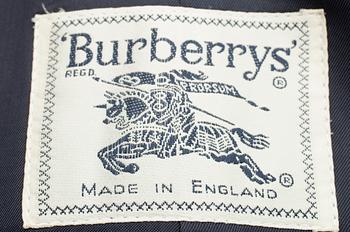 'Burberrys'
REGD.
PRORSUM
®
MADE IN ENGLAND
®